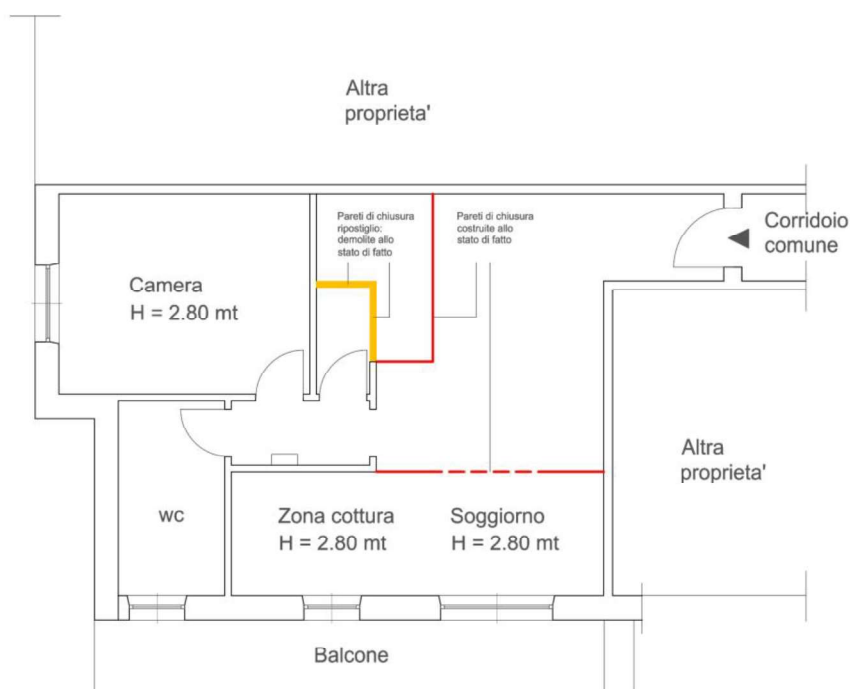 Altra
proprieta'
Pareti di chiusura
ripostiglio:
demolite allo
stato di fatto
Pareti di chiusura
costruite allo
stato di fatto
Corridoio
comune
Camera
H = 2.80 mt
Altra
proprieta'
wc
Zona cottura
H = 2.80 mt
Soggiorno
H = 2.80 mt
Balcone